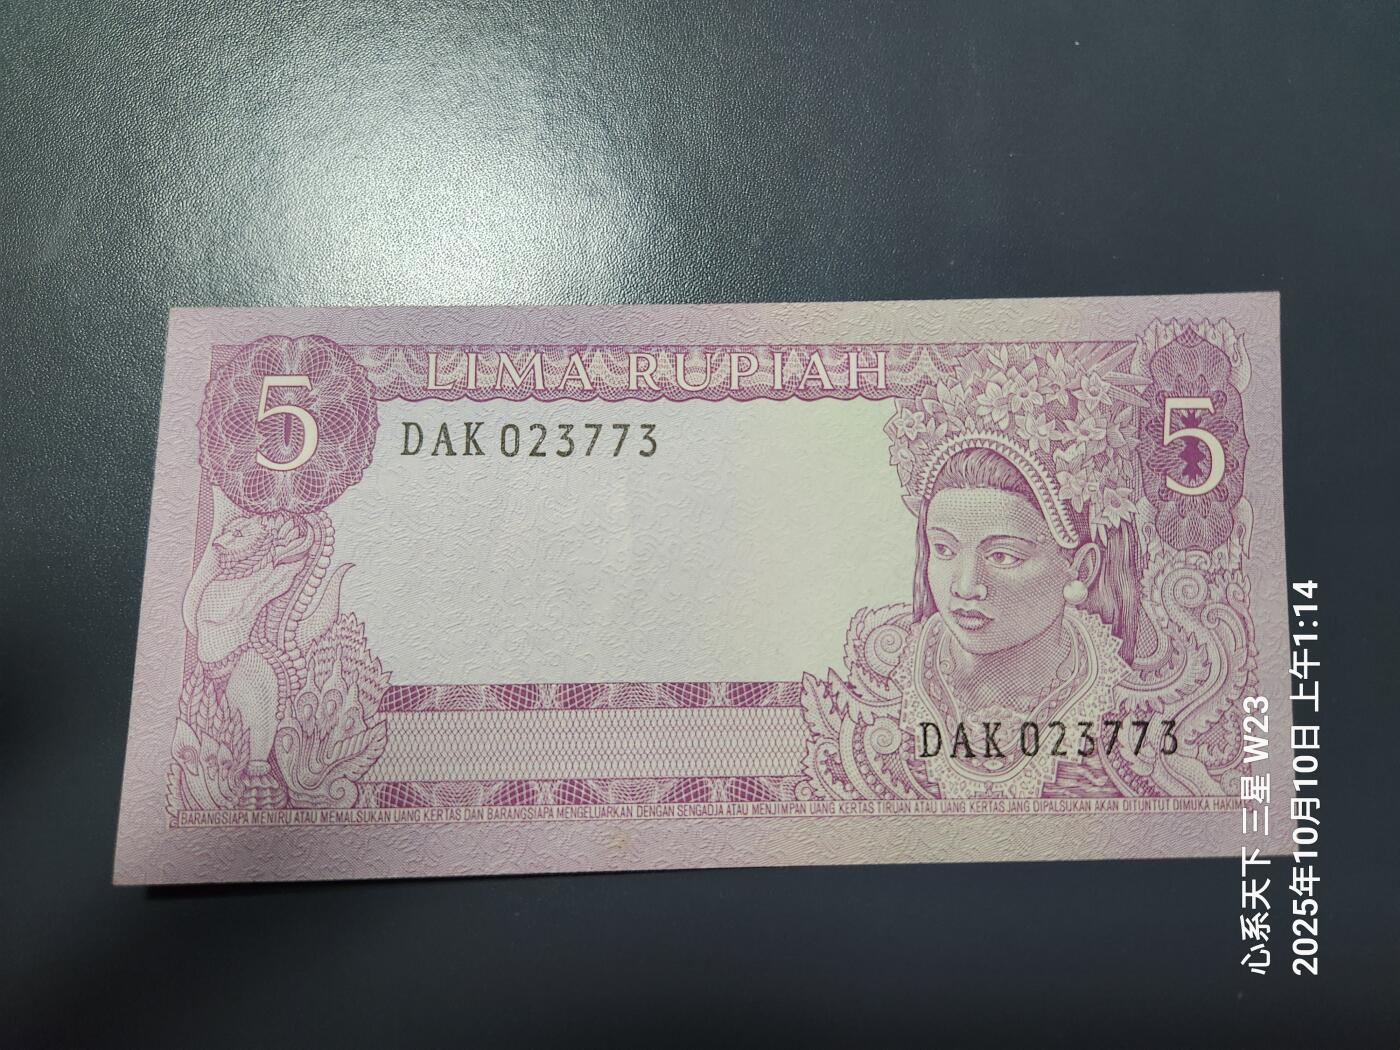 LIMA RUPIAH
5
5
DAK 023773
DAK 023773
BARANGSIAPA MENIRU ATAU MEMALSUKAN UANG KERTAS DAN BARANGSIAPA MENGELUARKAN DENGAN SENGADJA ATAU MENJIMPAN UANG KERTAS TIRUAN ATAU UANG KERTAS JANG DIPALSUKAN AKAN DITUNTUT DIMUKA HAKIM
心系天下 三星 W23
2025年10月10日 上午1:14